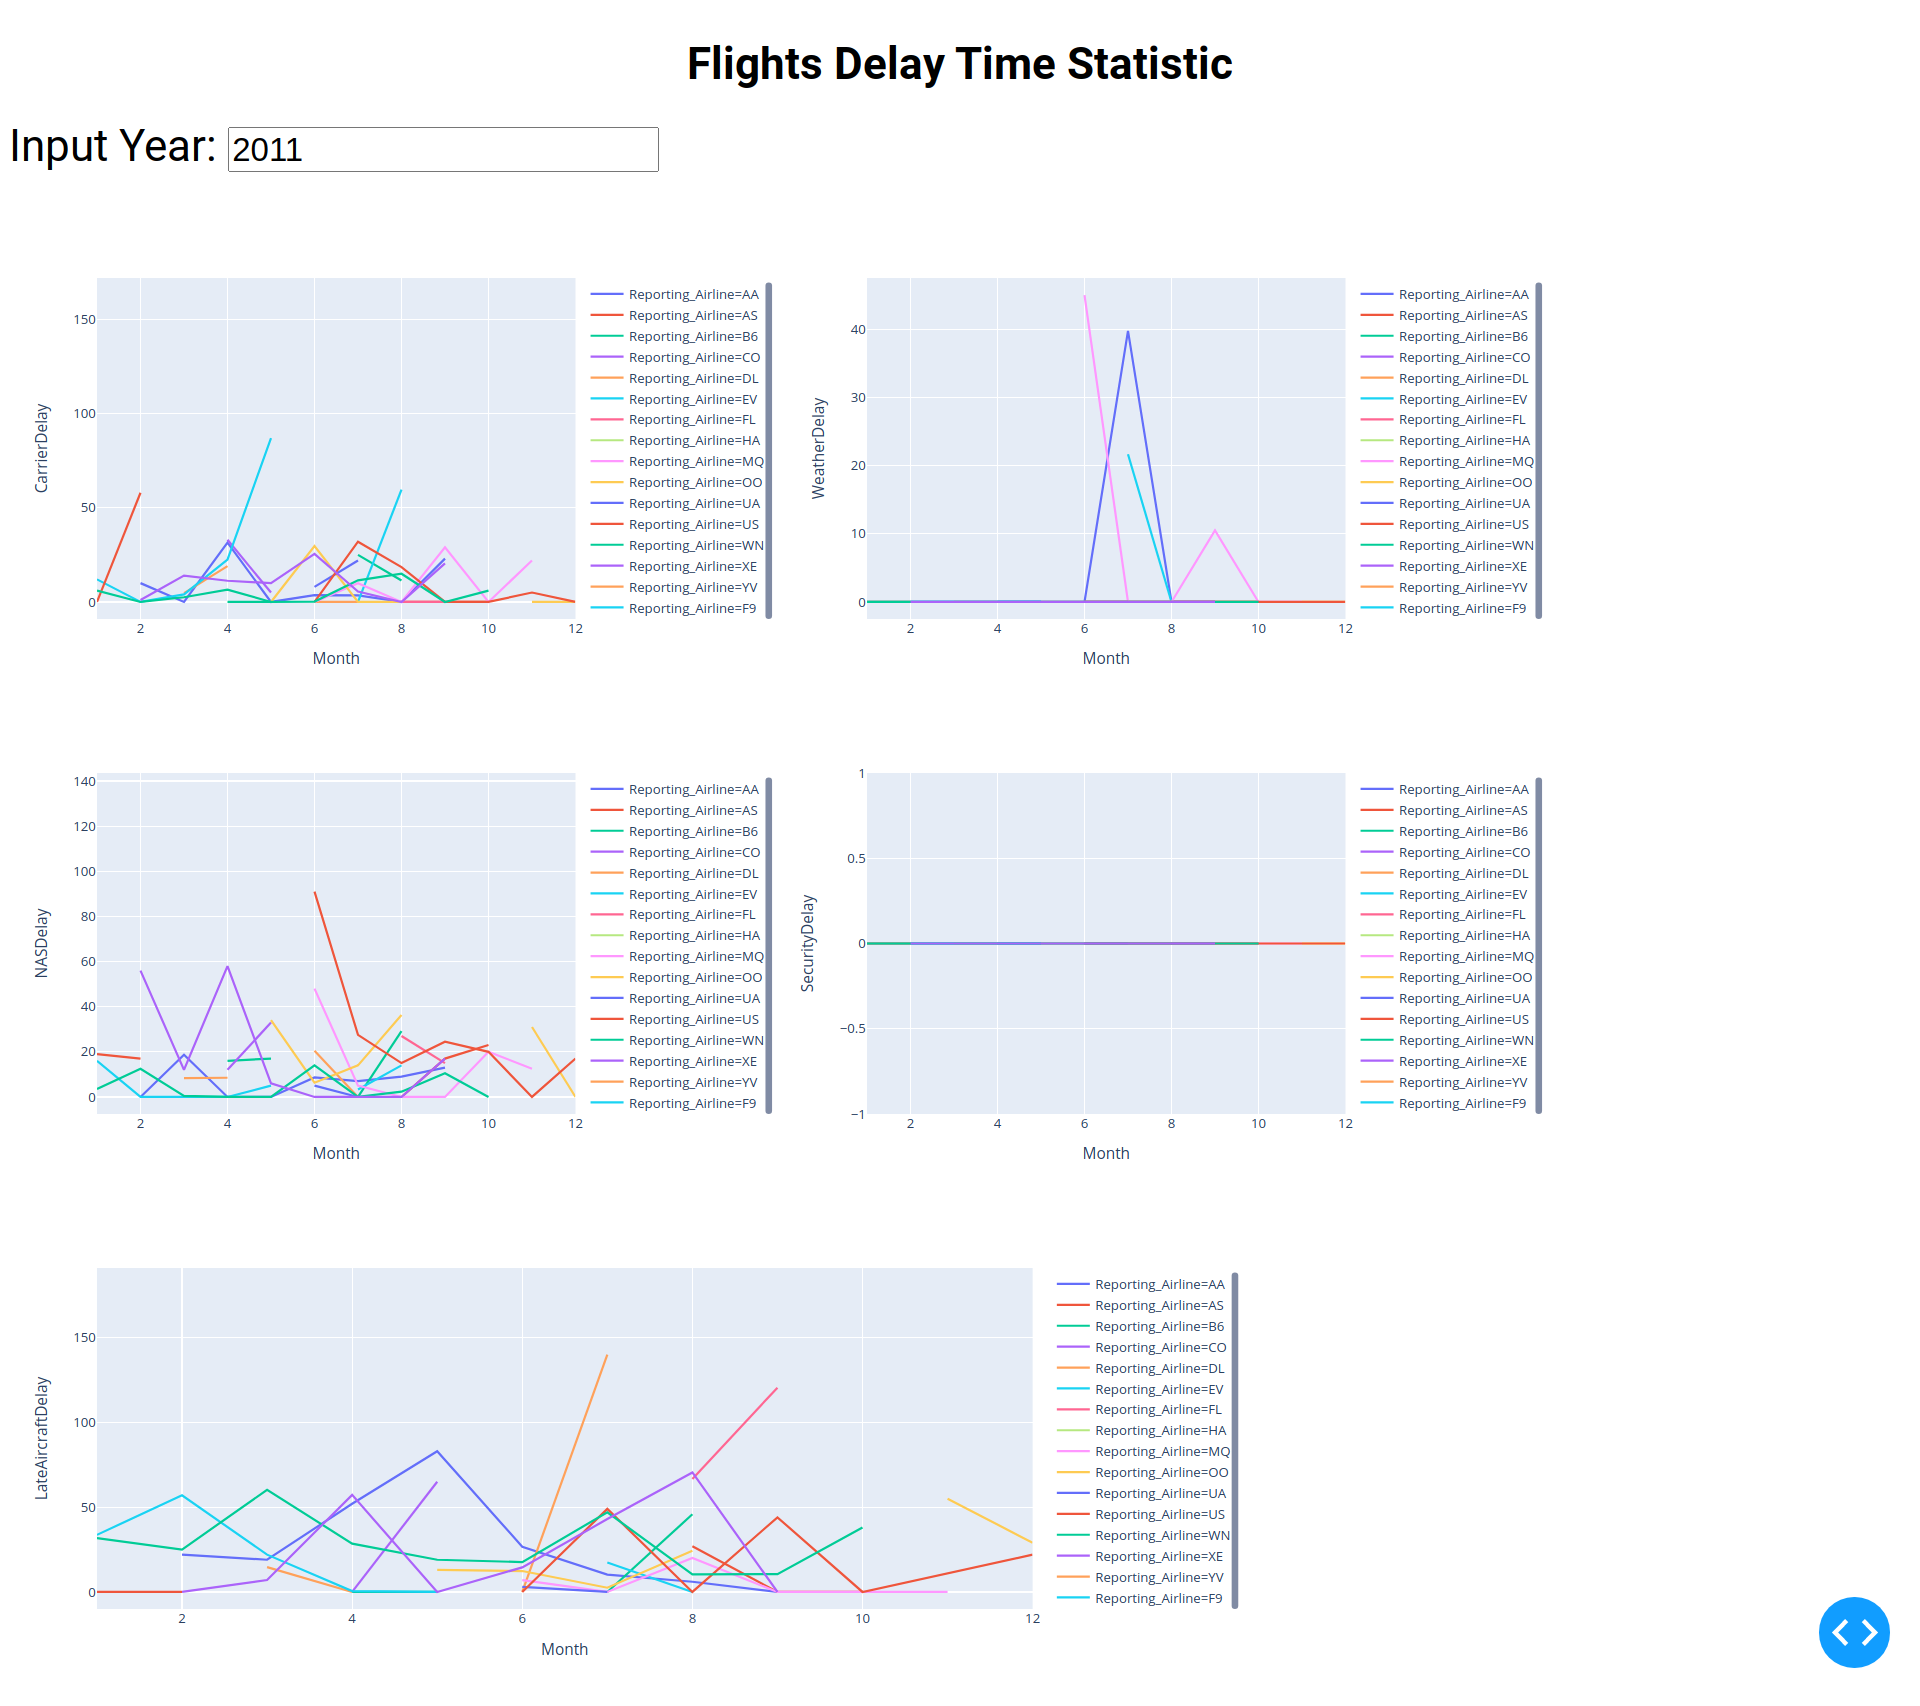 Flights Delay Time Statistic
Input Year: 2011
CarrierDelay
150
100
50
0
2 4 6 8 10 12
Month
Reporting_Airline=AA
Reporting_Airline=AS
Reporting_Airline=B6
Reporting_Airline=CO
Reporting_Airline=DL
Reporting_Airline=EV
Reporting_Airline=FL
Reporting_Airline=HA
Reporting_Airline=MQ
Reporting_Airline=OO
Reporting_Airline=UA
Reporting_Airline=US
Reporting_Airline=WN
Reporting_Airline=XE
Reporting_Airline=YV
Reporting_Airline=F9
WeatherDelay
40
30
20
10
0
2 4 6 8 10 12
Month
Reporting_Airline=AA
Reporting_Airline=AS
Reporting_Airline=B6
Reporting_Airline=CO
Reporting_Airline=DL
Reporting_Airline=EV
Reporting_Airline=FL
Reporting_Airline=HA
Reporting_Airline=MQ
Reporting_Airline=OO
Reporting_Airline=UA
Reporting_Airline=US
Reporting_Airline=WN
Reporting_Airline=XE
Reporting_Airline=YV
Reporting_Airline=F9
NASDelay
140
120
100
80
60
40
20
0
2 4 6 8 10 12
Month
Reporting_Airline=AA
Reporting_Airline=AS
Reporting_Airline=B6
Reporting_Airline=CO
Reporting_Airline=DL
Reporting_Airline=EV
Reporting_Airline=FL
Reporting_Airline=HA
Reporting_Airline=MQ
Reporting_Airline=OO
Reporting_Airline=UA
Reporting_Airline=US
Reporting_Airline=WN
Reporting_Airline=XE
Reporting_Airline=YV
Reporting_Airline=F9
SecurityDelay
1
0.5
0
−0.5
−1
2 4 6 8 10 12
Month
Reporting_Airline=AA
Reporting_Airline=AS
Reporting_Airline=B6
Reporting_Airline=CO
Reporting_Airline=DL
Reporting_Airline=EV
Reporting_Airline=FL
Reporting_Airline=HA
Reporting_Airline=MQ
Reporting_Airline=OO
Reporting_Airline=UA
Reporting_Airline=US
Reporting_Airline=WN
Reporting_Airline=XE
Reporting_Airline=YV
Reporting_Airline=F9
LateAircraftDelay
150
100
50
0
2 4 6 8 10 12
Month
Reporting_Airline=AA
Reporting_Airline=AS
Reporting_Airline=B6
Reporting_Airline=CO
Reporting_Airline=DL
Reporting_Airline=EV
Reporting_Airline=FL
Reporting_Airline=HA
Reporting_Airline=MQ
Reporting_Airline=OO
Reporting_Airline=UA
Reporting_Airline=US
Reporting_Airline=WN
Reporting_Airline=XE
Reporting_Airline=YV
Reporting_Airline=F9